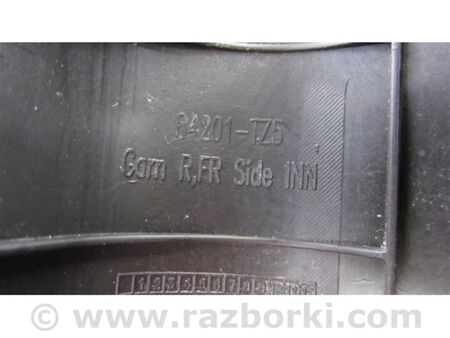 84201-TZ5
Garn R,FR Side INN
© www.razborki.com